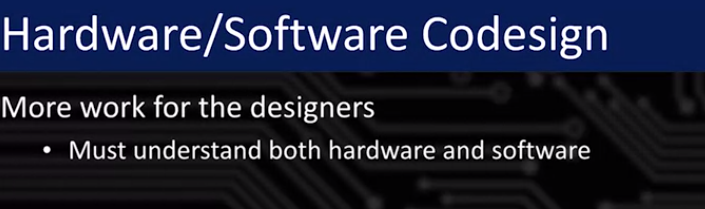 Hardware/Software Codesign
More work for the designers
• Must understand both hardware and software